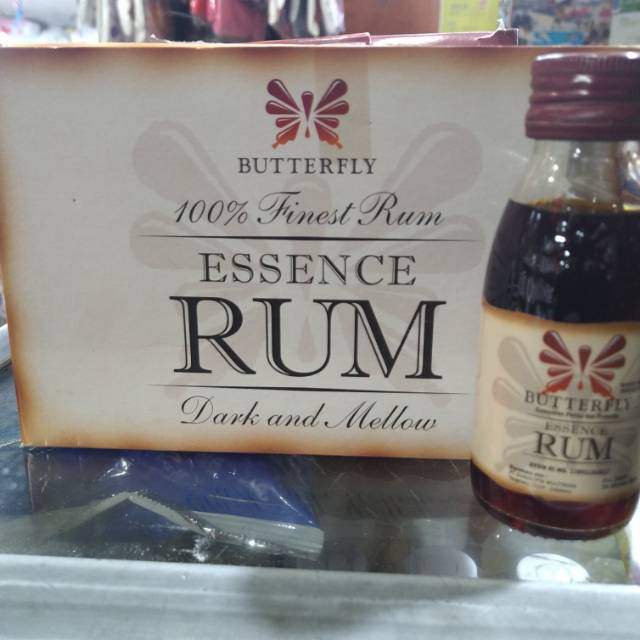 BUTTERFLY
100% Finest Rum
ESSENCE
RUM
Dark and Mellow
BUTTERFLY
ESSENCE
RUM